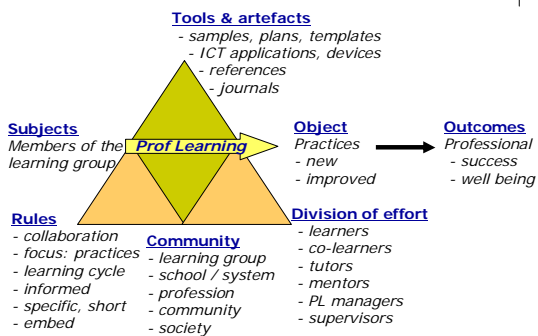 Tools & artefacts
- samples, plans, templates
- ICT applications, devices
- references
- journals
Subjects
Members of the
learning group
Prof Learning
Object
Practices
- new
- improved
Outcomes
Professional
- success
- well being
Rules
- collaboration
- focus: practices
- learning cycle
- informed
- specific, short
- embed
Community
- learning group
- school / system
- profession
- community
- society
Division of effort
- learners
- co-learners
- tutors
- mentors
- PL managers
- supervisors